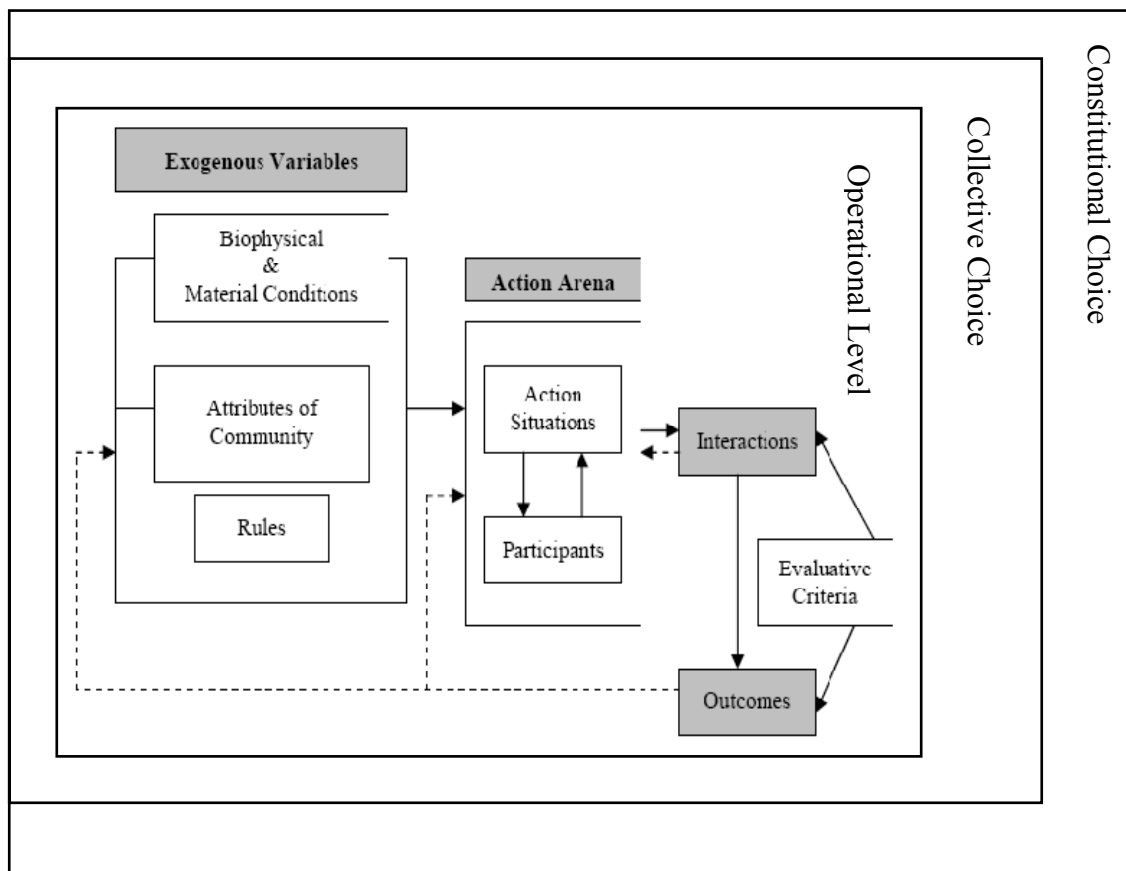 Exogenous Variables
Biophysical
&
Material Conditions
Attributes of
Community
Rules
Action Arena
Action
Situations
Participants
Interactions
Evaluative
Criteria
Outcomes
Operational Level
Collective Choice
Constitutional Choice